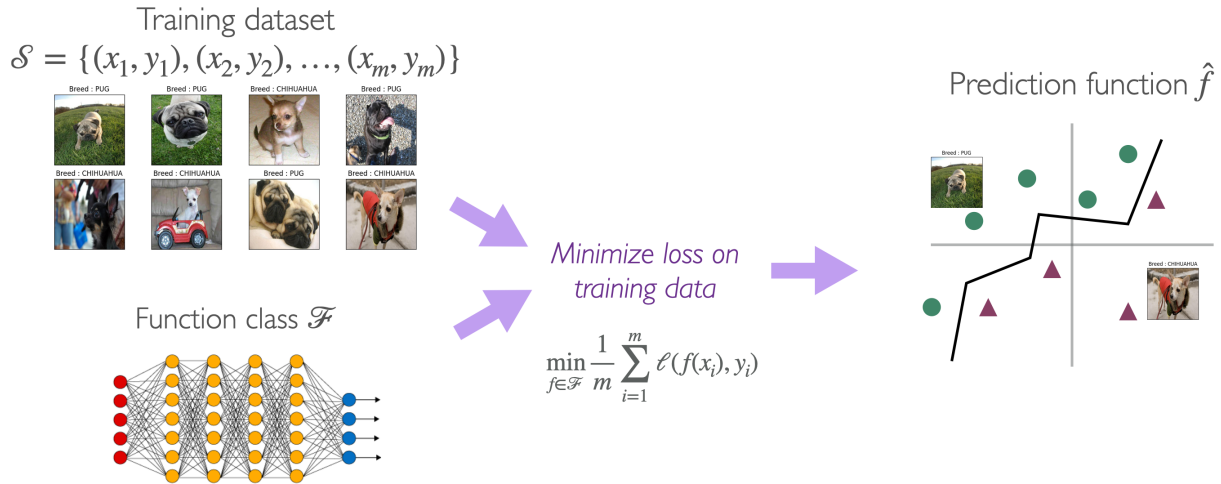 Training dataset
𝒮 = {(x₁, y₁), (x₂, y₂), …, (xₘ, yₘ)}
Breed : PUG
Breed : PUG
Breed : CHIHUAHUA
Breed : PUG
Breed : CHIHUAHUA
Breed : CHIHUAHUA
Breed : PUG
Breed : CHIHUAHUA
Function class ℱ
Minimize loss on
training data
min_{f∈ℱ} 1/m ∑_{i=1}^{m} ℓ(f(xᵢ), yᵢ)
Prediction function f̂
Breed : PUG
Breed : CHIHUAHUA